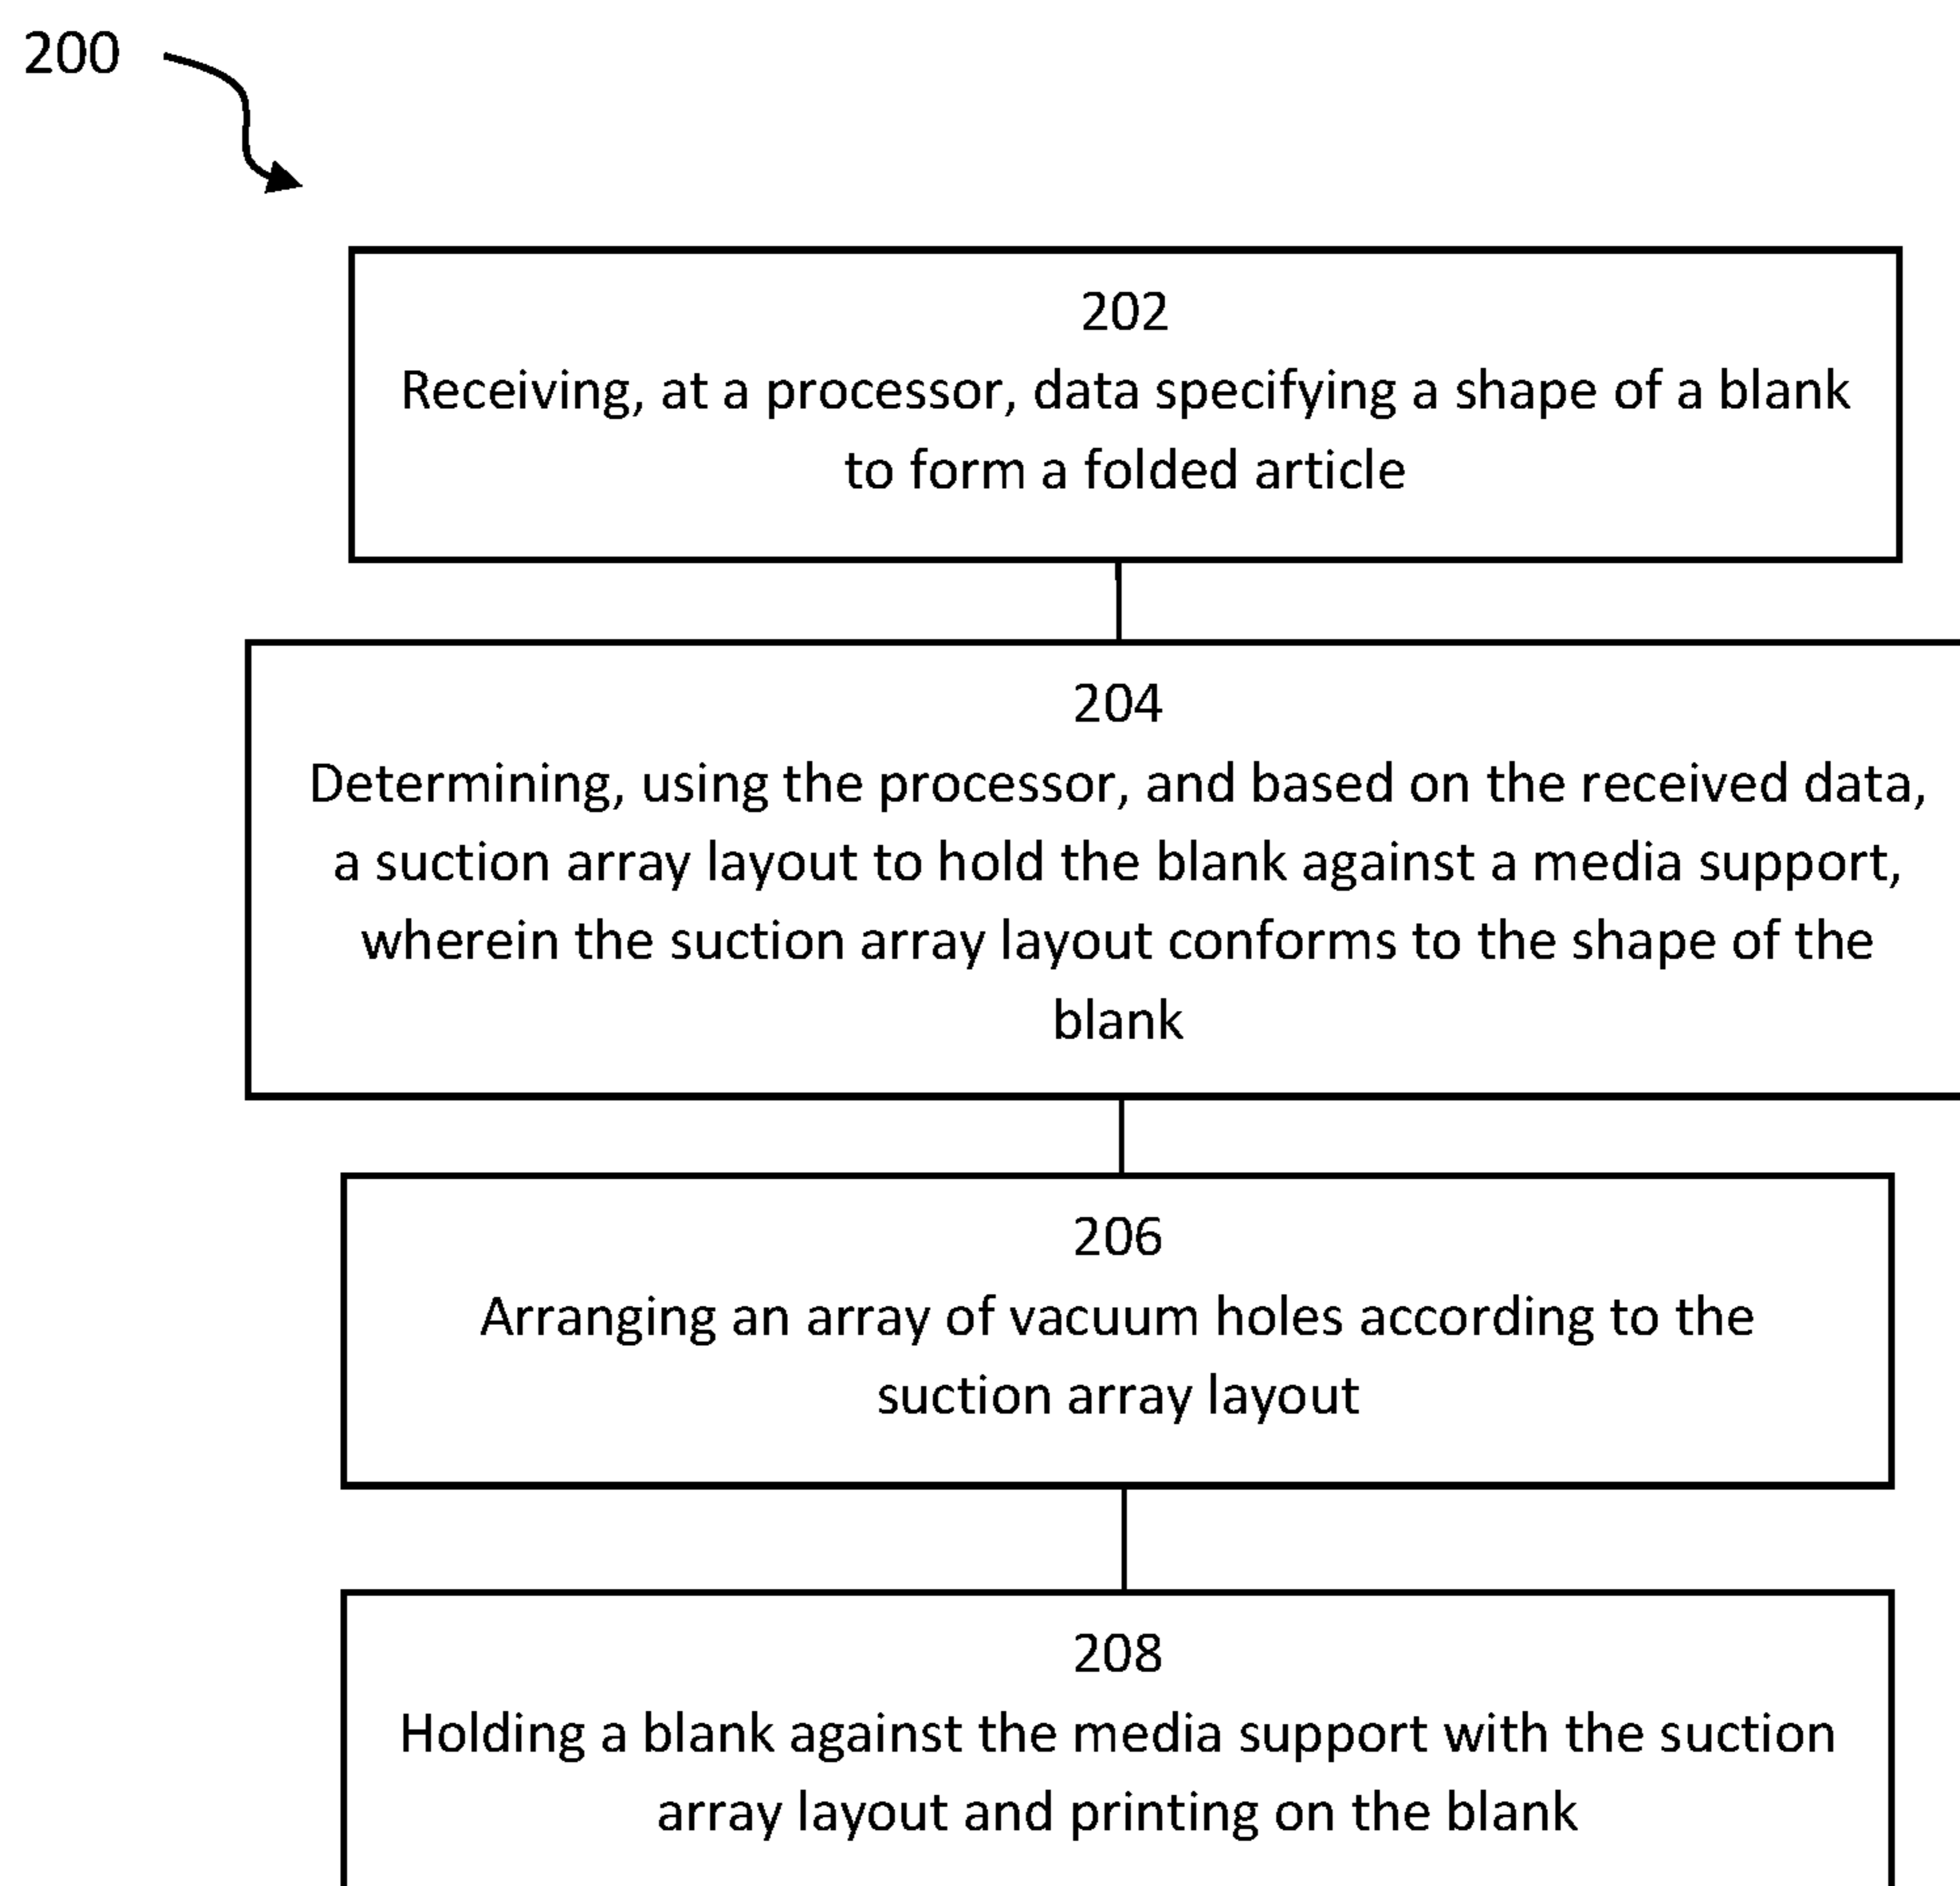 200
202
Receiving, at a processor, data specifying a shape of a blank
to form a folded article
204
Determining, using the processor, and based on the received data,
a suction array layout to hold the blank against a media support,
wherein the suction array layout conforms to the shape of the
blank
206
Arranging an array of vacuum holes according to the
suction array layout
208
Holding a blank against the media support with the suction
array layout and printing on the blank